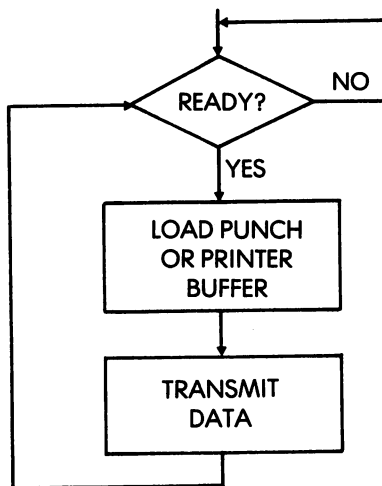 READY?
NO
YES
LOAD PUNCH
OR PRINTER
BUFFER
TRANSMIT
DATA